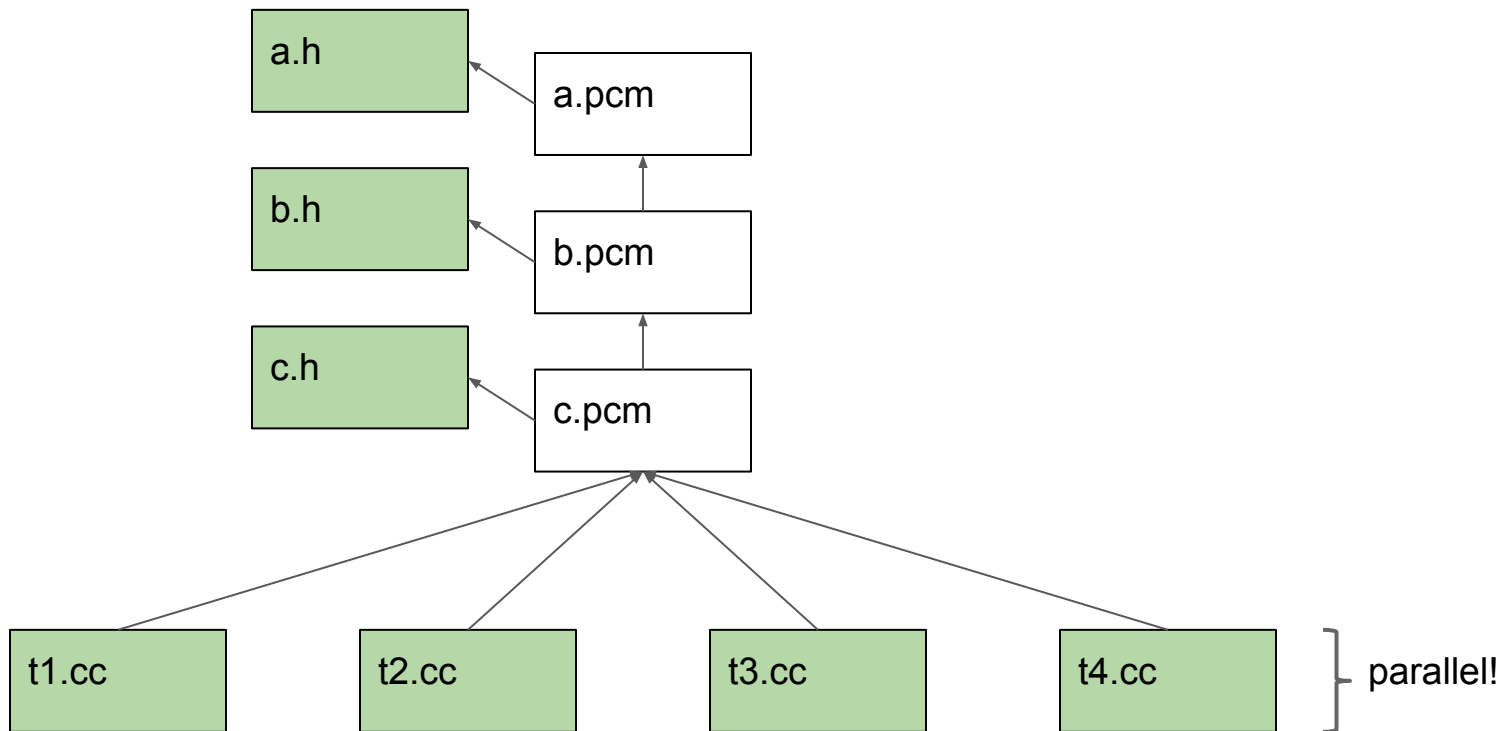 a.h
a.pcm
b.h
b.pcm
c.h
c.pcm
t1.cc
t2.cc
t3.cc
t4.cc
parallel!